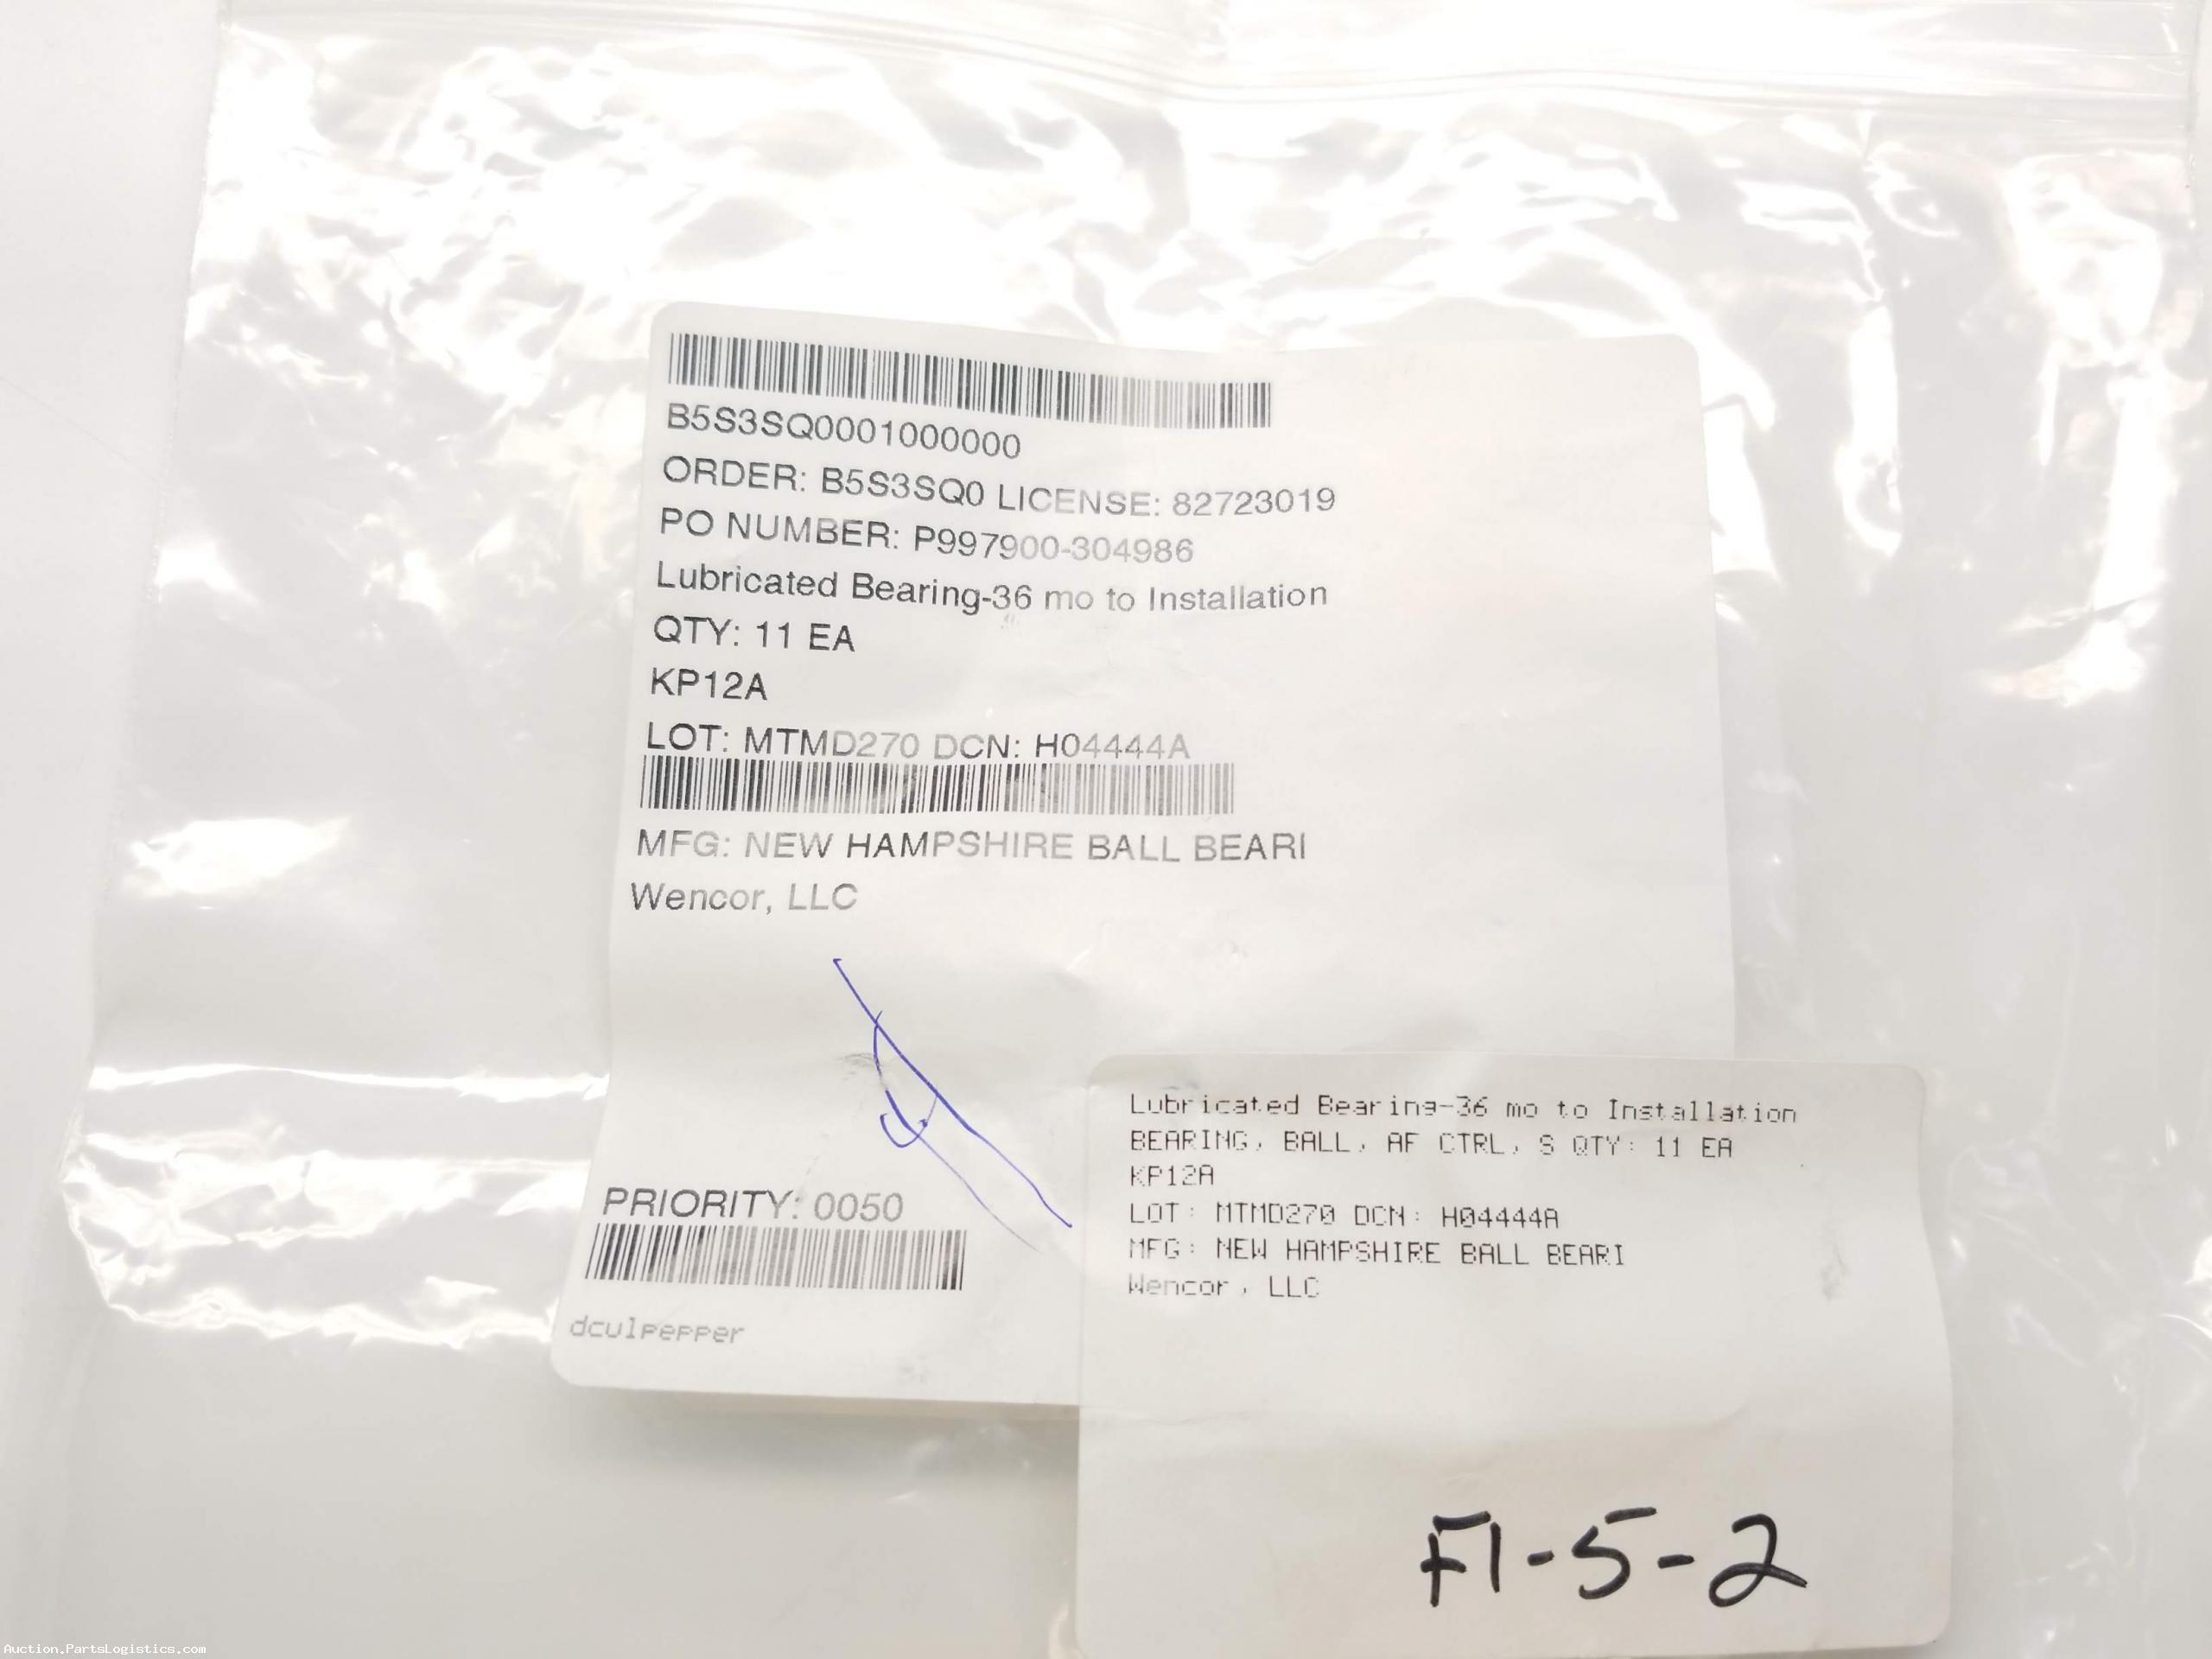 B5S3SQ0001000000
ORDER: B5S3SQ0 LICENSE: 82723019
PO NUMBER: P997900-304986
Lubricated Bearing-36 mo to Installation
QTY: 11 EA
KP12A
LOT: MTMD270 DCN: H04444A
MFG: NEW HAMPSHIRE BALL BEARI
Wencor, LLC
PRIORITY: 0050
dculpepper
Lubricated Bearing-36 mo to Installation
BEARING, BALL, AF CTRL, S QTY: 11 EA
KP12A
LOT: MTMD270 DCN: H04444A
MFG: NEW HAMPSHIRE BALL BEARI
Wencor, LLC
F1-5-2
Auction.PartsLogistics.com